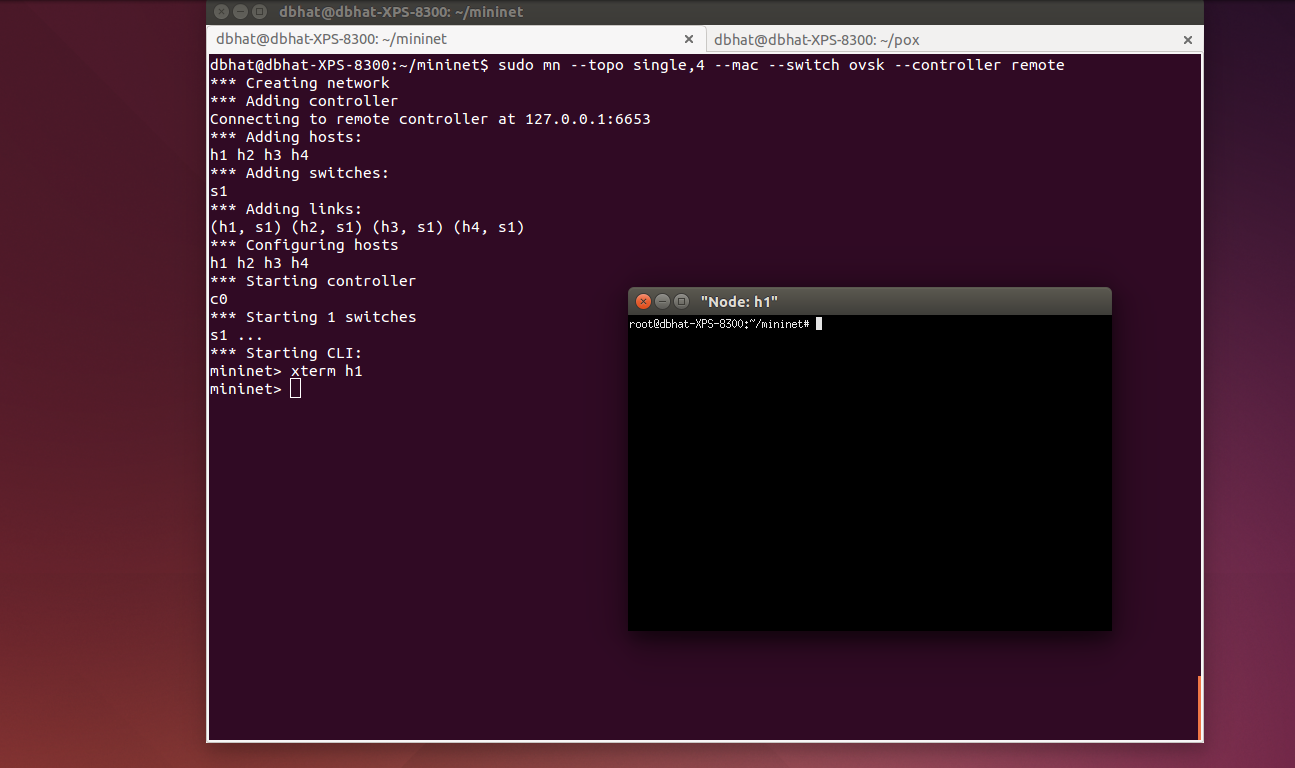 dbhat@dbhat-XPS-8300: ~/mininet
dbhat@dbhat-XPS-8300: ~/mininet
dbhat@dbhat-XPS-8300: ~/pox
dbhat@dbhat-XPS-8300:~/mininet$ sudo mn --topo single,4 --mac --switch ovsk --controller remote
*** Creating network
*** Adding controller
Connecting to remote controller at 127.0.0.1:6653
*** Adding hosts:
h1 h2 h3 h4
*** Adding switches:
s1
*** Adding links:
(h1, s1) (h2, s1) (h3, s1) (h4, s1)
*** Configuring hosts
h1 h2 h3 h4
*** Starting controller
c0
*** Starting 1 switches
s1 ...
*** Starting CLI:
mininet> xterm h1
mininet>
"Node: h1"
root@dbhat-XPS-8300:~/mininet#